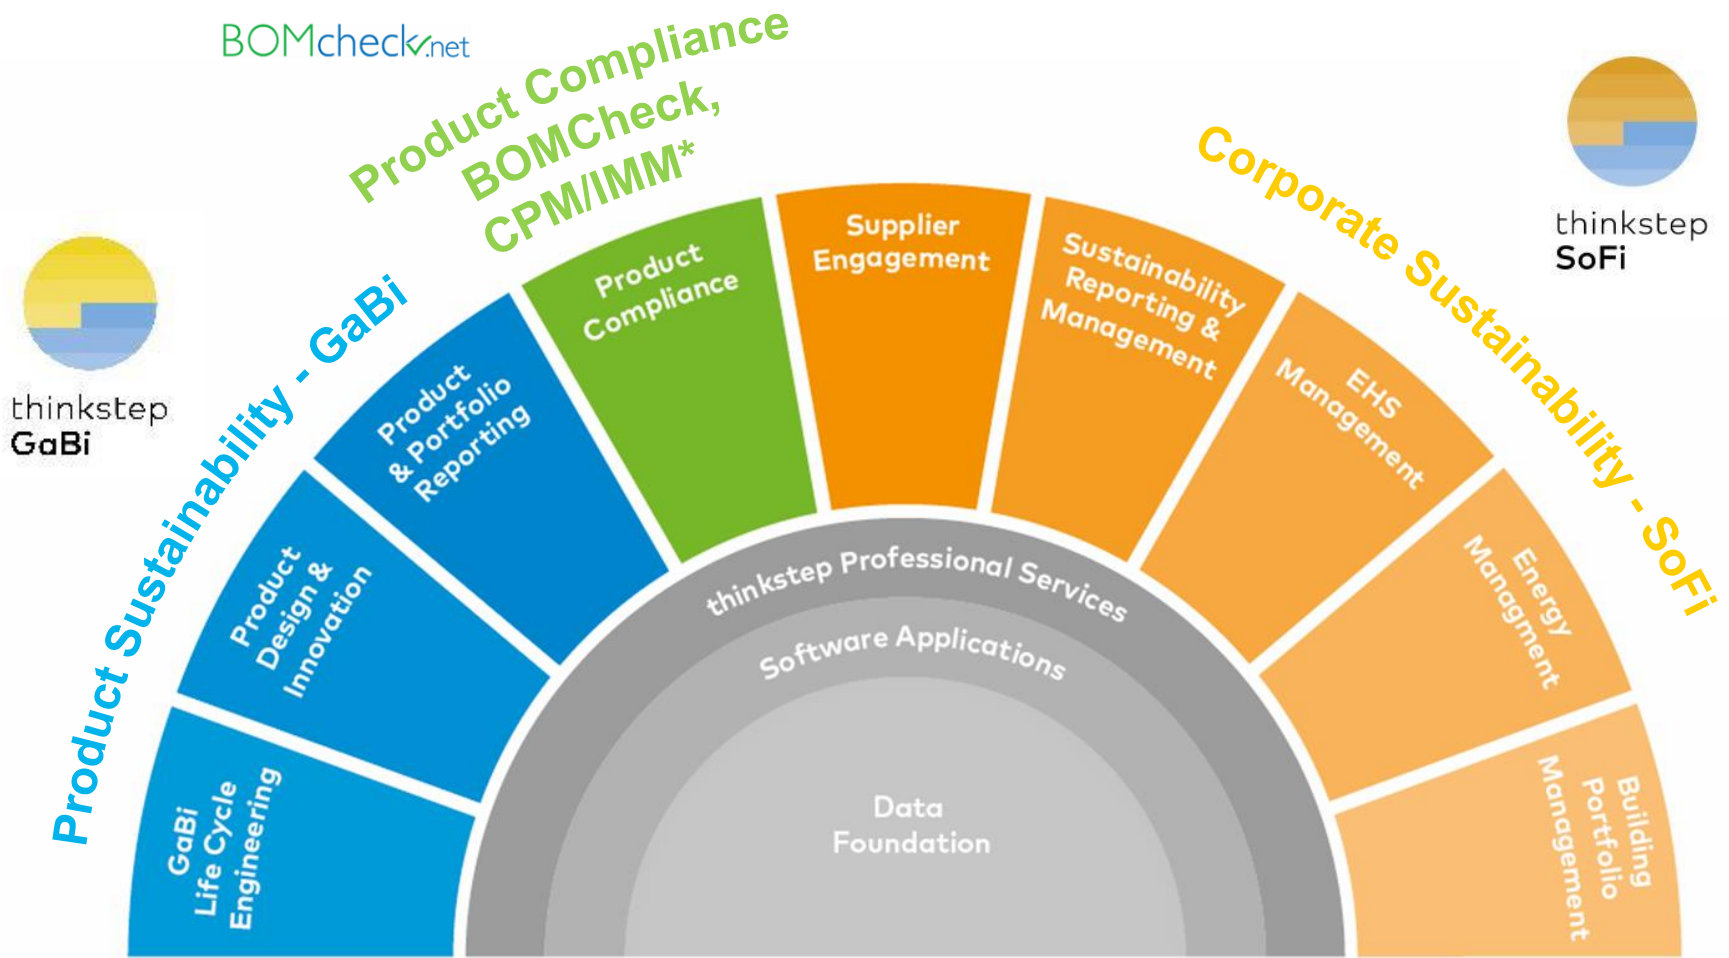 BOMcheck.net
Product Compliance
BOMCheck,
CPM/IMM*
thinkstep
GaBi
Product Sustainability - GaBi
Corporate Sustainability - SoFi
thinkstep
SoFi
GaBi
Life Cycle
Engineering
Product
Design &
Innovation
Product
& Portfolio
Reporting
Product
Compliance
Supplier
Engagement
Sustainability
Reporting &
Management
EHS
Management
Energy
Managment
Building
Portfolio
Management
thinkstep Professional Services
Software Applications
Data
Foundation